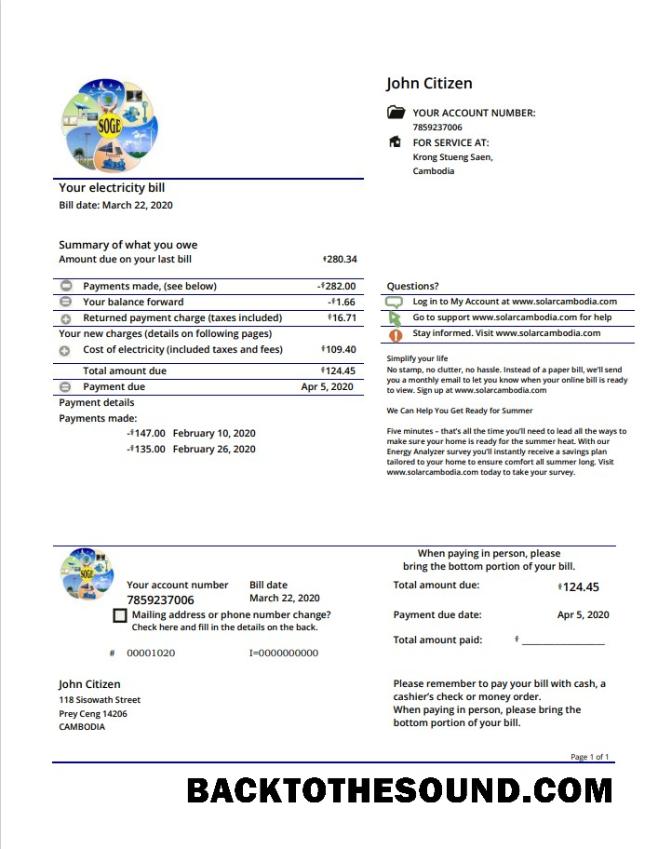 John Citizen
SOGE
YOUR ACCOUNT NUMBER:
7859237006
FOR SERVICE AT:
Krong Stueng Saen,
Cambodia
Your electricity bill
Bill date: March 22, 2020
Summary of what you owe
Amount due on your last bill ៛280.34
Payments made, (see below) -៛282.00
Your balance forward -៛1.66
Returned payment charge (taxes included) ៛16.71
Your new charges (details on following pages)
Cost of electricity (included taxes and fees) ៛109.40
Total amount due ៛124.45
Payment due Apr 5, 2020
Payment details
Payments made:
-៛147.00 February 10, 2020
-៛135.00 February 26, 2020
Questions?
Log in to My Account at www.solarcambodia.com
Go to support www.solarcambodia.com for help
Stay informed. Visit www.solarcambodia.com
Simplify your life
No stamp, no clutter, no hassle. Instead of a paper bill, we'll send
you a monthly email to let you know when your online bill is ready
to view. Sign up at www.solarcambodia.com
We Can Help You Get Ready for Summer
Five minutes – that's all the time you'll need to lead all the ways to
make sure your home is ready for the summer heat. With our
Energy Analyzer survey you'll instantly receive a savings plan
tailored to your home to ensure comfort all summer long. Visit
www.solarcambodia.com today to take your survey.
SOGE
Your account number Bill date
7859237006 March 22, 2020
Mailing address or phone number change?
Check here and fill in the details on the back.
# 00001020 I=0000000000
John Citizen
118 Sisowath Street
Prey Ceng 14206
CAMBODIA
When paying in person, please
bring the bottom portion of your bill.
Total amount due: ៛124.45
Payment due date: Apr 5, 2020
Total amount paid: ៛ _______________
Please remember to pay your bill with cash, a
cashier's check or money order.
When paying in person, please bring the
bottom portion of your bill.
Page 1 of 1
BACKTOTHESOUND.COM